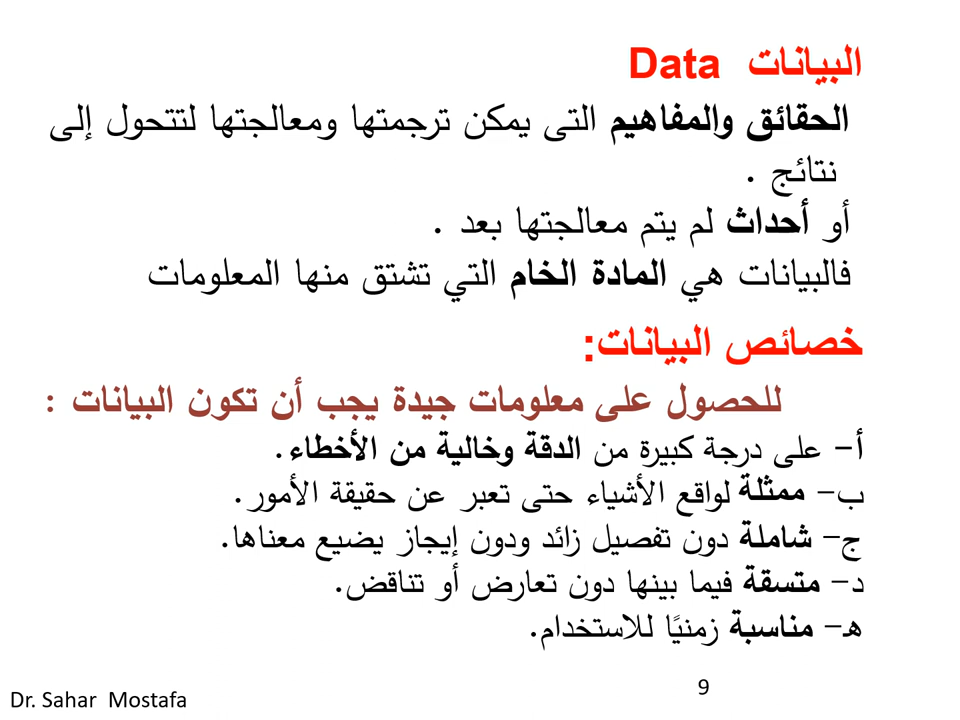 البيانات Data
الحقائق والمفاهيم التى يمكن ترجمتها ومعالجتها لتتحول إلى
نتائج .
أو أحداث لم يتم معالجتها بعد .
فالبيانات هي المادة الخام التي تشتق منها المعلومات
خصائص البيانات:
للحصول على معلومات جيدة يجب أن تكون البيانات :
أ- على درجة كبيرة من الدقة وخالية من الأخطاء.
ب- ممثلة لواقع الأشياء حتى تعبر عن حقيقة الأمور.
ج- شاملة دون تفصيل زائد ودون إيجاز يضيع معناها.
د- متسقة فيما بينها دون تعارض أو تناقض.
هـ- مناسبة زمنيًا للاستخدام.
9
Dr. Sahar Mostafa